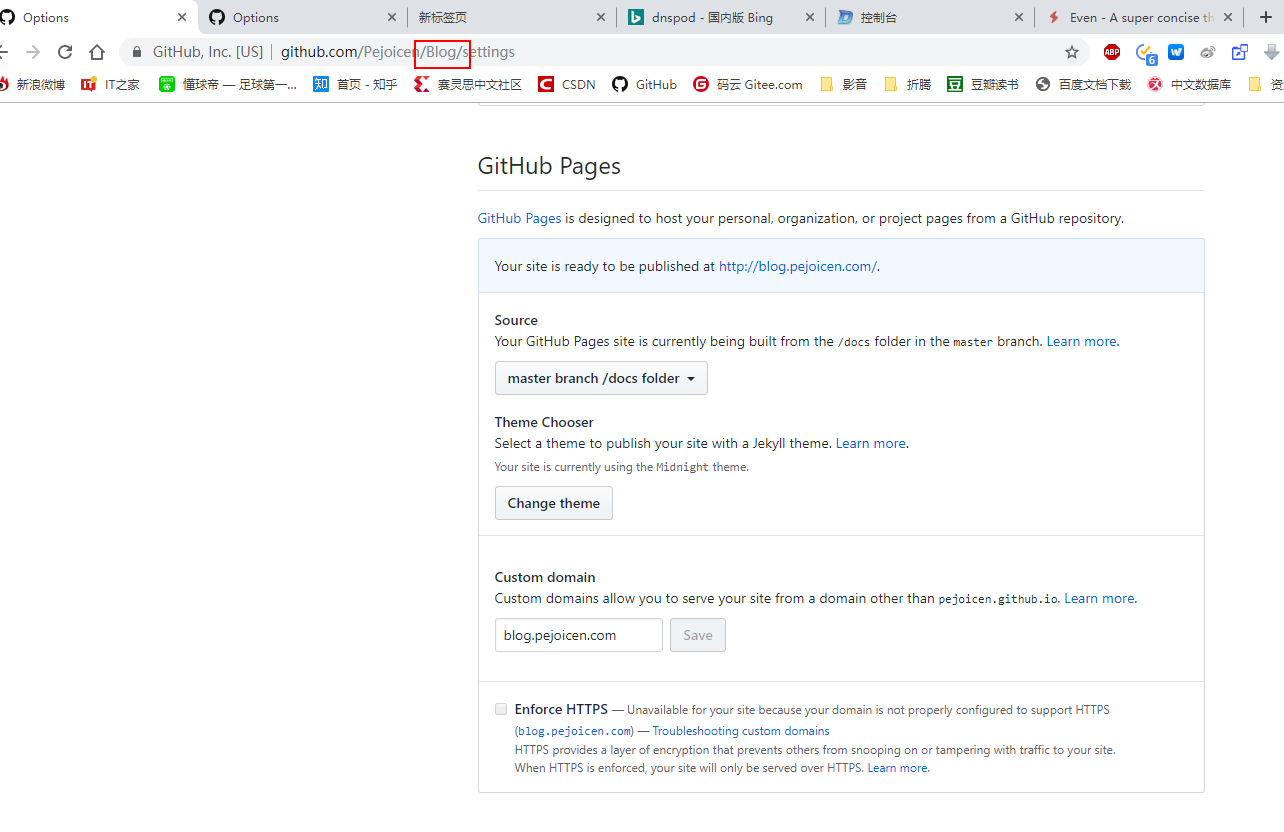 Options
Options
新标签页
dnspod - 国内版 Bing
控制台
Even - A super concise th
GitHub, Inc. [US] | github.com/Pejoicen/Blog/settings
ABP
6
W
新浪微博
IT IT之家
懂球帝 — 足球第一...
知 首页 - 知乎
赛灵思中文社区
C CSDN
GitHub
G 码云 Gitee.com
影音
折腾
豆 豆瓣读书
百度文档下载
中文数据库
资
GitHub Pages
GitHub Pages is designed to host your personal, organization, or project pages from a GitHub repository.
Your site is ready to be published at http://blog.pejoicen.com/.
Source
Your GitHub Pages site is currently being built from the /docs folder in the master branch. Learn more.
master branch /docs folder
Theme Chooser
Select a theme to publish your site with a Jekyll theme. Learn more.
Your site is currently using the Midnight theme.
Change theme
Custom domain
Custom domains allow you to serve your site from a domain other than pejoicen.github.io. Learn more.
blog.pejoicen.com
Save
Enforce HTTPS — Unavailable for your site because your domain is not properly configured to support HTTPS
(blog.pejoicen.com) — Troubleshooting custom domains
HTTPS provides a layer of encryption that prevents others from snooping on or tampering with traffic to your site.
When HTTPS is enforced, your site will only be served over HTTPS. Learn more.